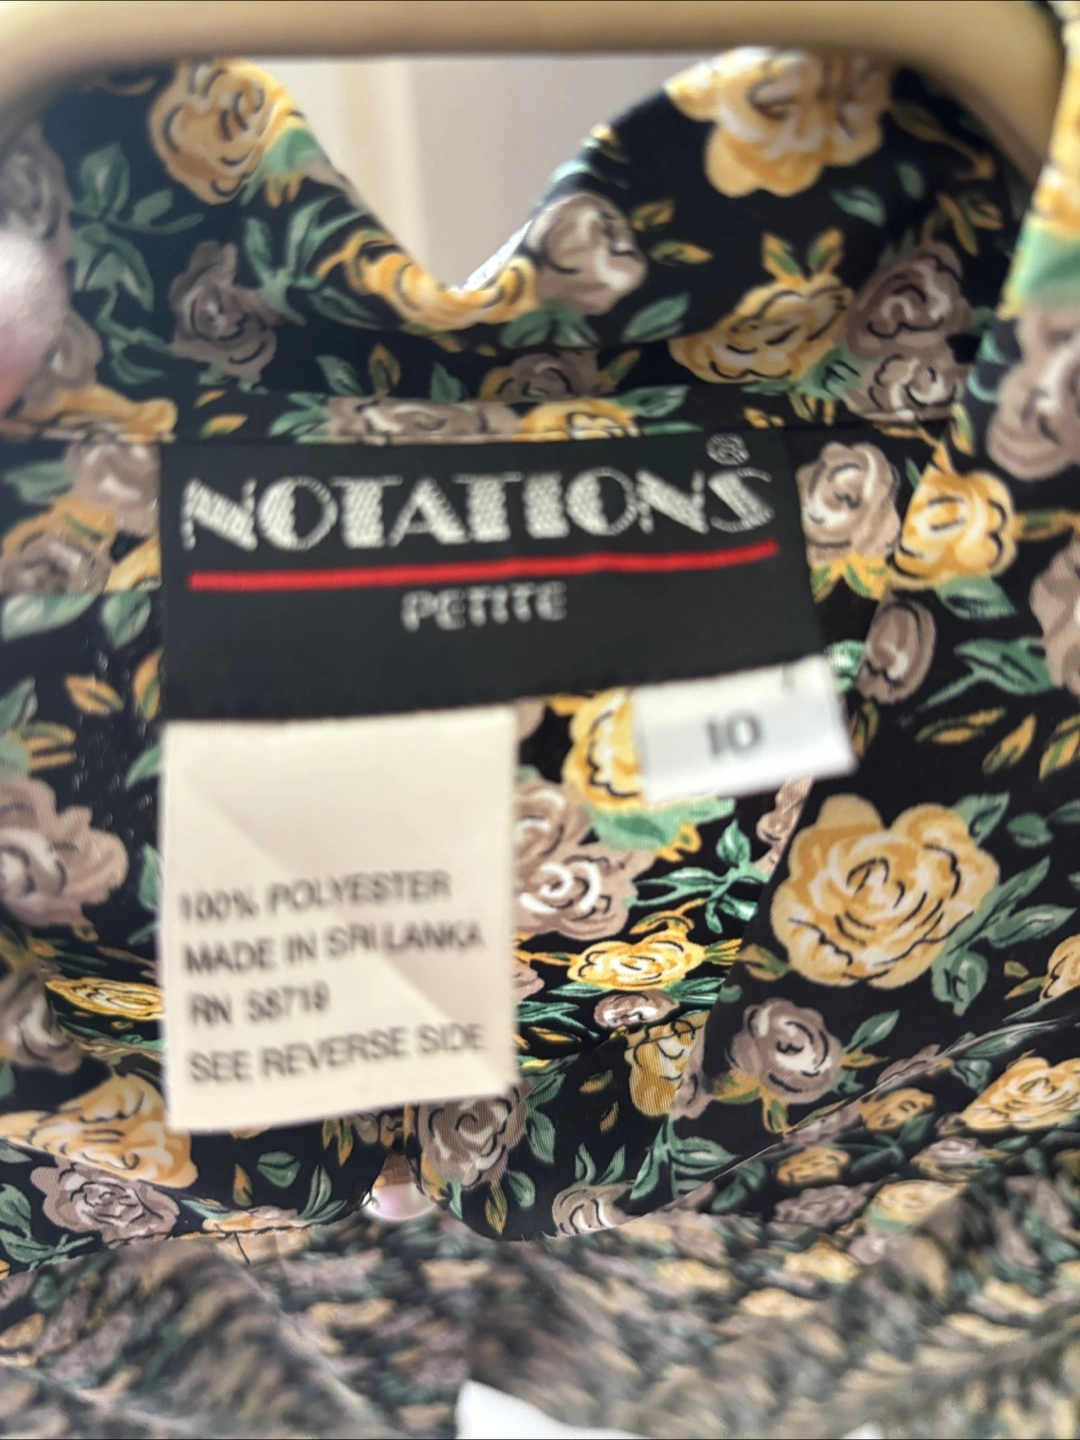 NOTATIONS®
PETITE
10
100% POLYESTER
MADE IN SRI LANKA
RN 58719
SEE REVERSE SIDE